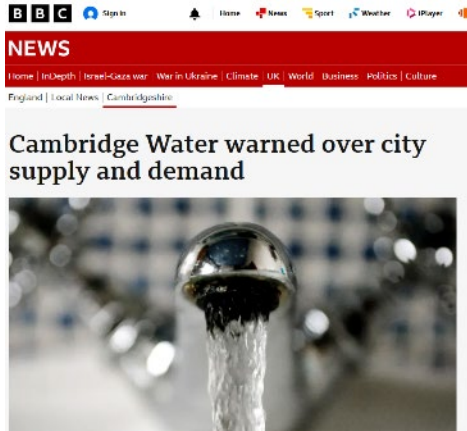 BBC Sign in Home News Sport Weather iPlayer
NEWS
Home | InDepth | Israel-Gaza war War in Ukraine | Climate | UK | World Business Politics | Culture
England | Local News | Cambridgeshire
Cambridge Water warned over city
supply and demand